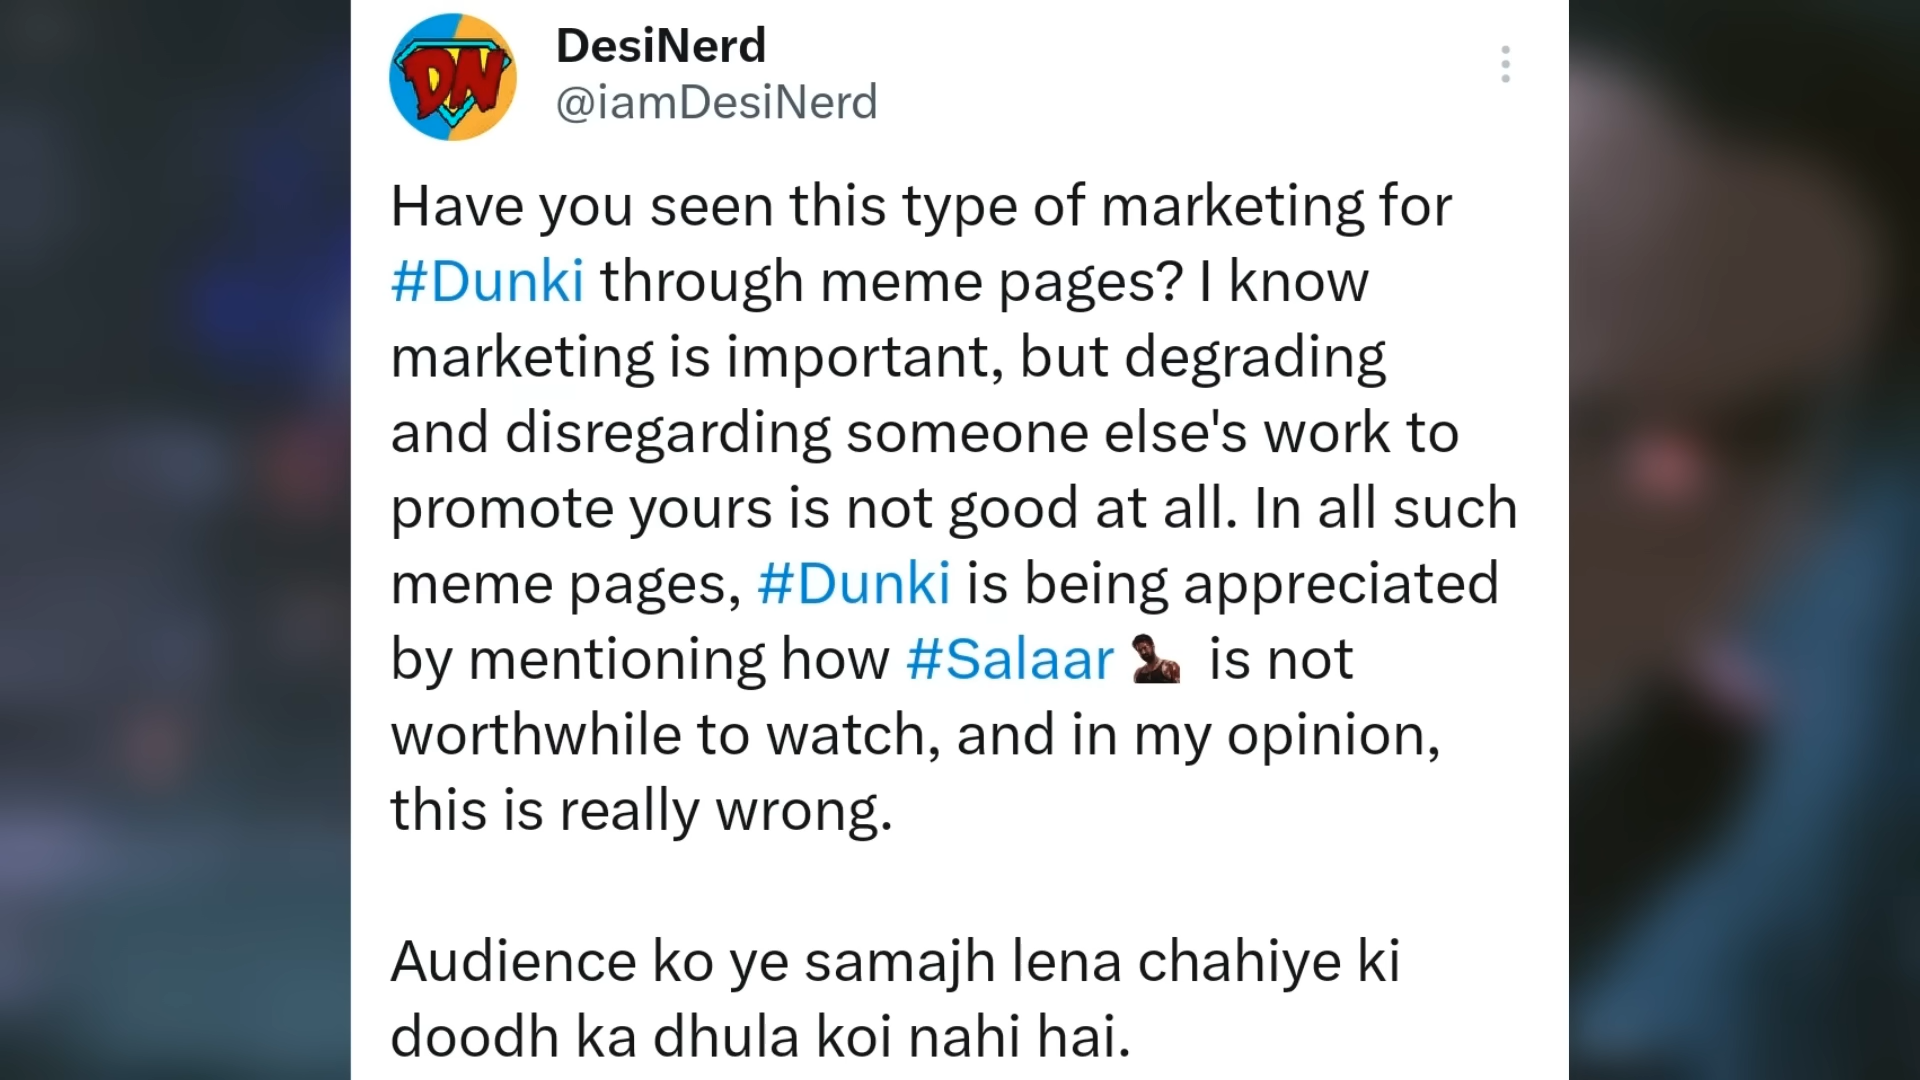 DN
DesiNerd
@iamDesiNerd
Have you seen this type of marketing for
#Dunki through meme pages? I know
marketing is important, but degrading
and disregarding someone else's work to
promote yours is not good at all. In all such
meme pages, #Dunki is being appreciated
by mentioning how #Salaar is not
worthwhile to watch, and in my opinion,
this is really wrong.
Audience ko ye samajh lena chahiye ki
doodh ka dhula koi nahi hai.